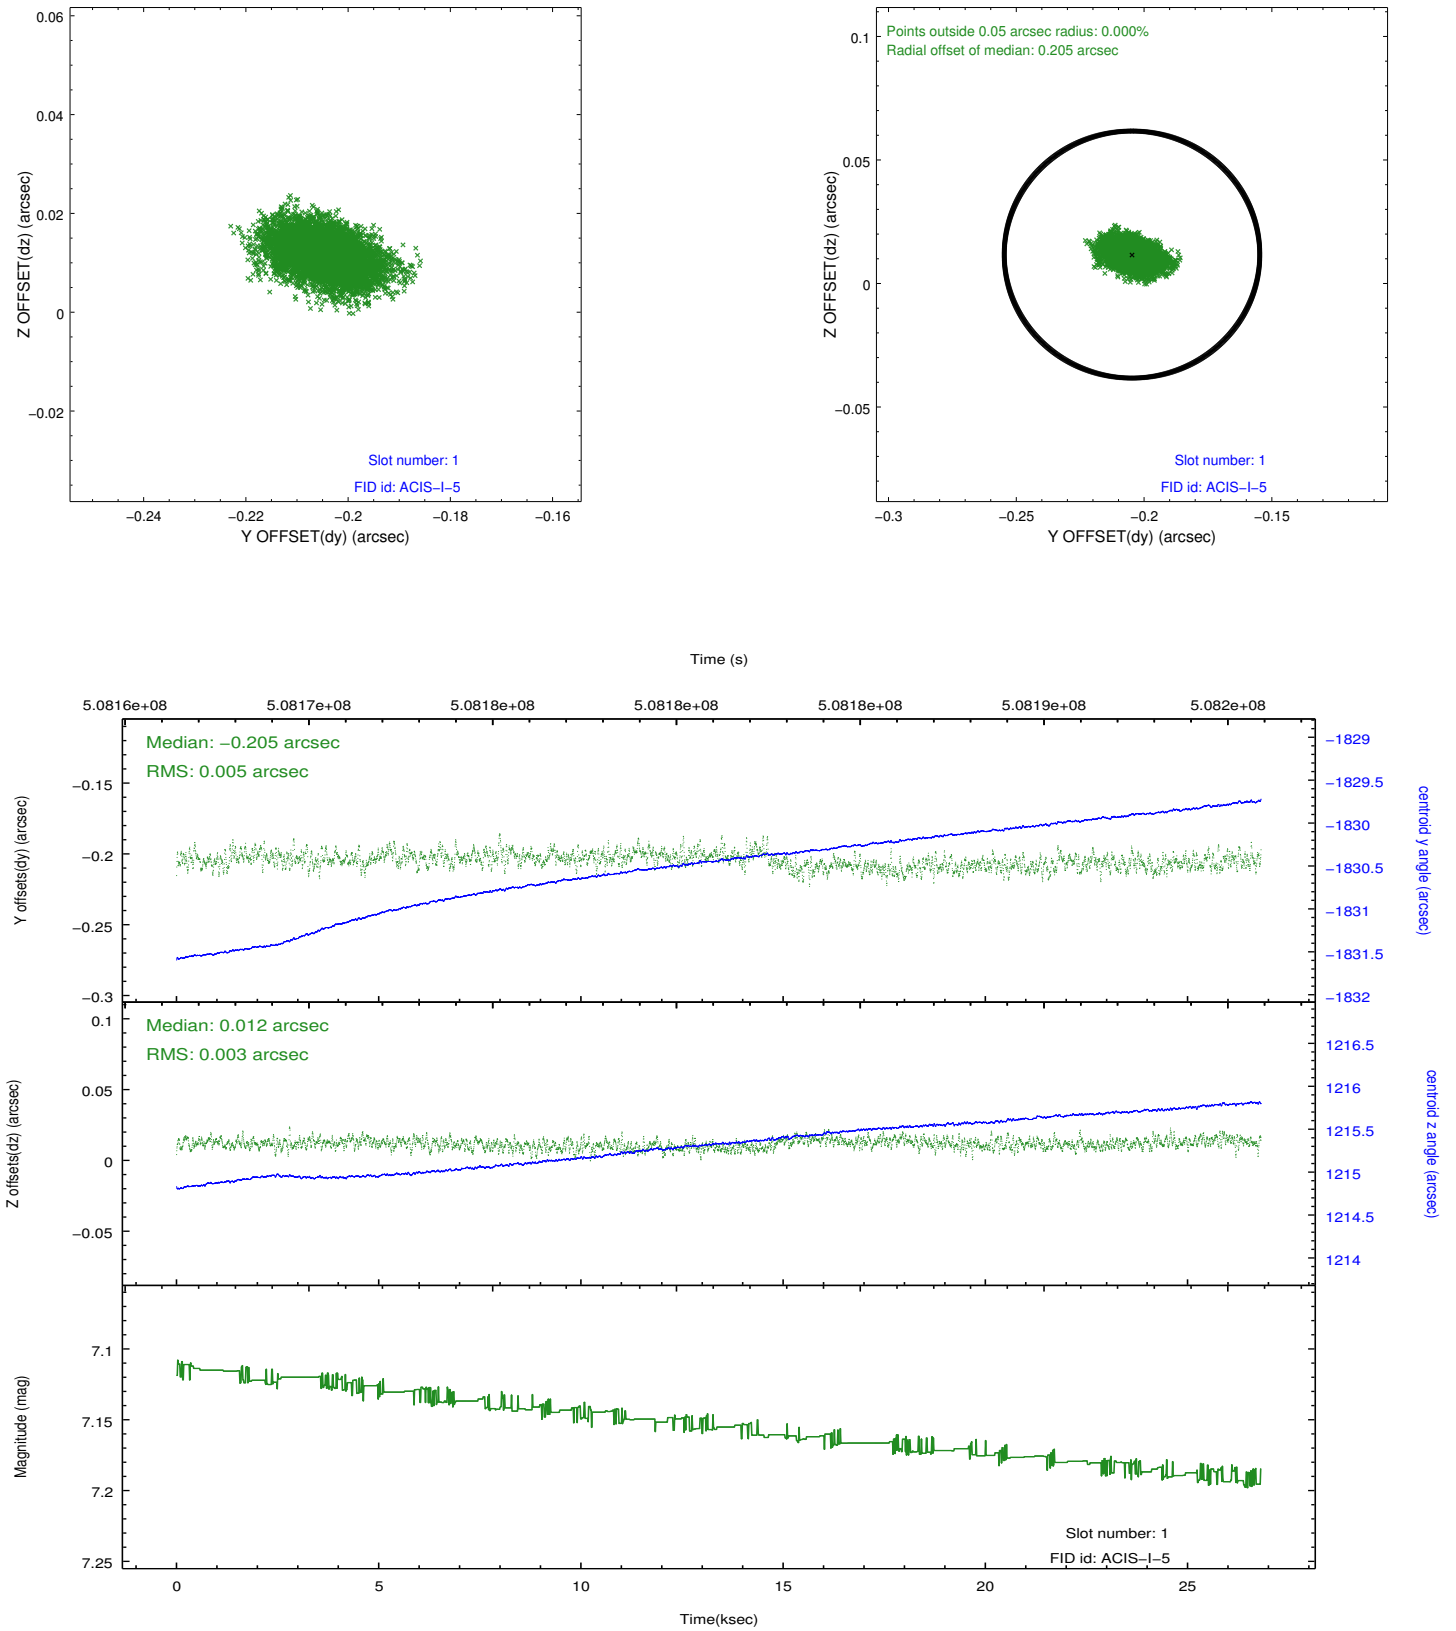 0.06
0.04
0.02
0
−0.02
−0.24
−0.22
−0.2
−0.18
−0.16
Z OFFSET(dz) (arcsec)
Y OFFSET(dy) (arcsec)
Slot number: 1
FID id: ACIS−I−5
Points outside 0.05 arcsec radius: 0.000%
Radial offset of median: 0.205 arcsec
0.1
0.05
0
−0.05
−0.3
−0.25
−0.2
−0.15
Z OFFSET(dz) (arcsec)
Y OFFSET(dy) (arcsec)
Slot number: 1
FID id: ACIS−I−5
Time (s)
5.0816e+08
5.0817e+08
5.0818e+08
5.0818e+08
5.0818e+08
5.0819e+08
5.082e+08
Median: −0.205 arcsec
RMS: 0.005 arcsec
−0.15
−0.2
−0.25
−0.3
Y offsets(dy) (arcsec)
−1829
−1829.5
−1830
−1830.5
−1831
−1831.5
−1832
centroid y angle (arcsec)
Median: 0.012 arcsec
RMS: 0.003 arcsec
0.1
0.05
0
−0.05
Z offsets(dz) (arcsec)
1216.5
1216
1215.5
1215
1214.5
1214
centroid z angle (arcsec)
7.1
7.15
7.2
7.25
Magnitude (mag)
Slot number: 1
FID id: ACIS−I−5
0
5
10
15
20
25
Time(ksec)